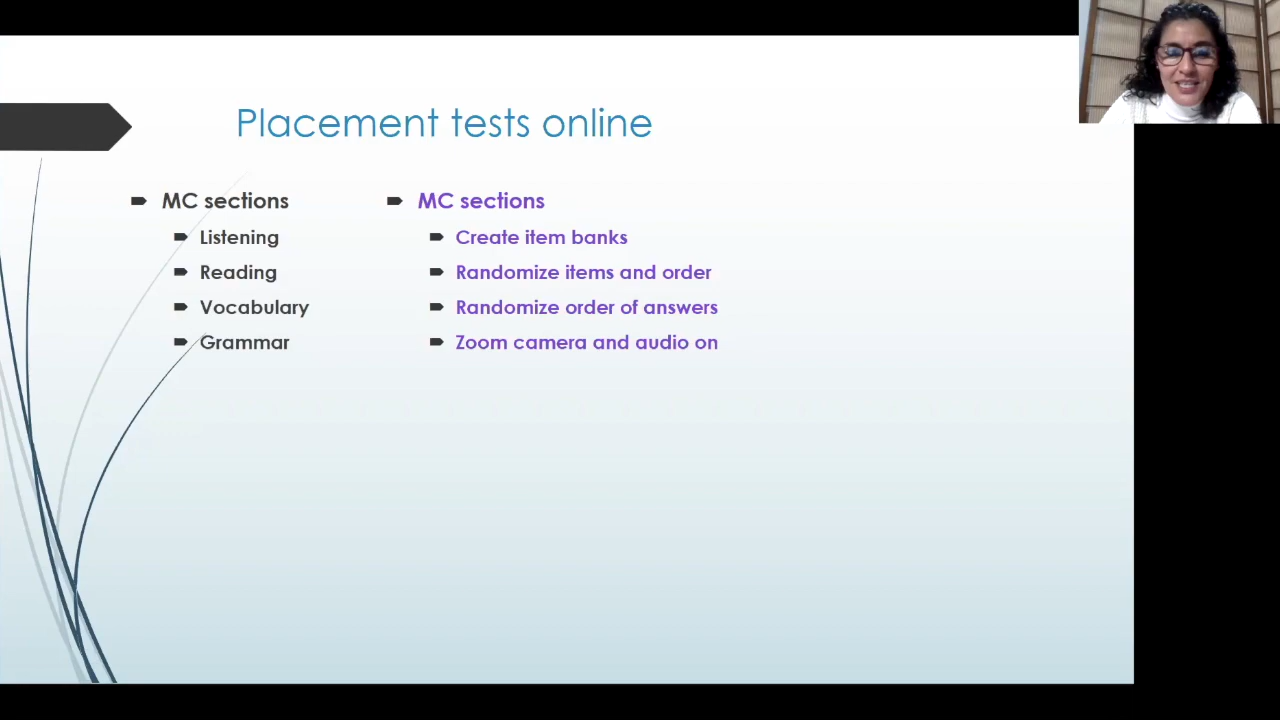 Placement tests online
MC sections
Listening
Reading
Vocabulary
Grammar
MC sections
Create item banks
Randomize items and order
Randomize order of answers
Zoom camera and audio on